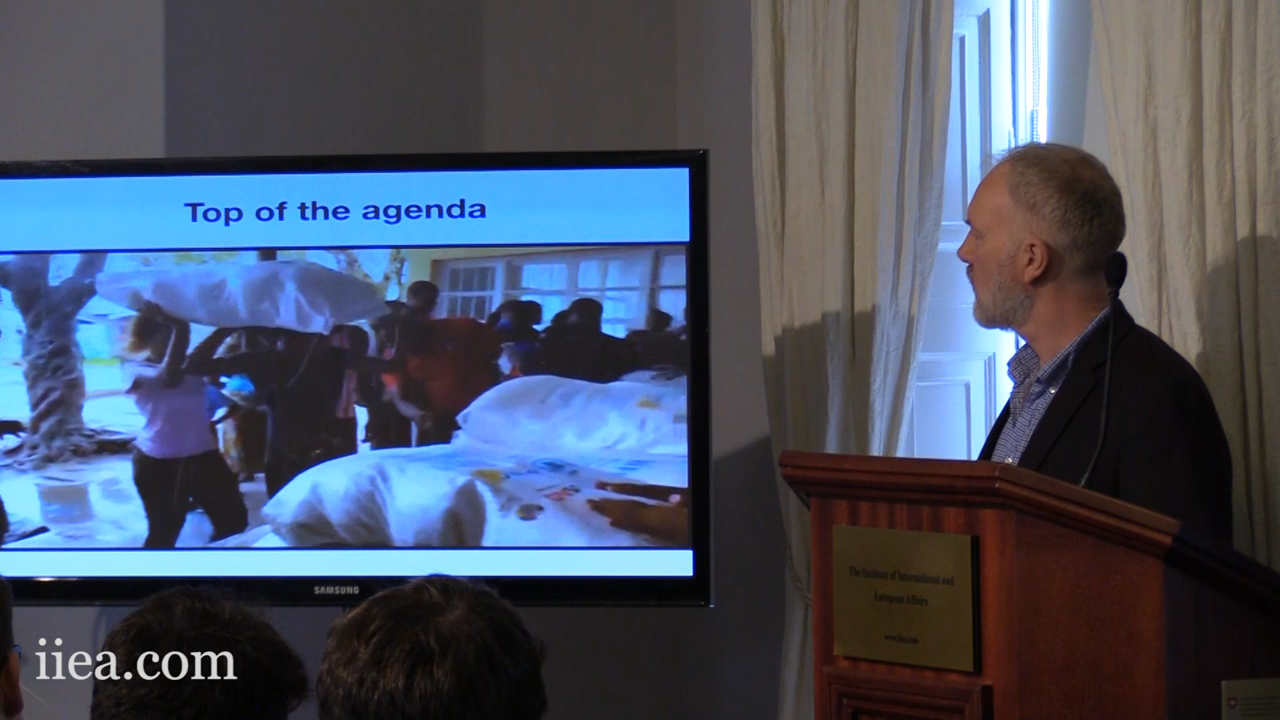 Top of the agenda
SAMSUNG
The Institute of International and
European Affairs
www.iiea.com
iiea.com